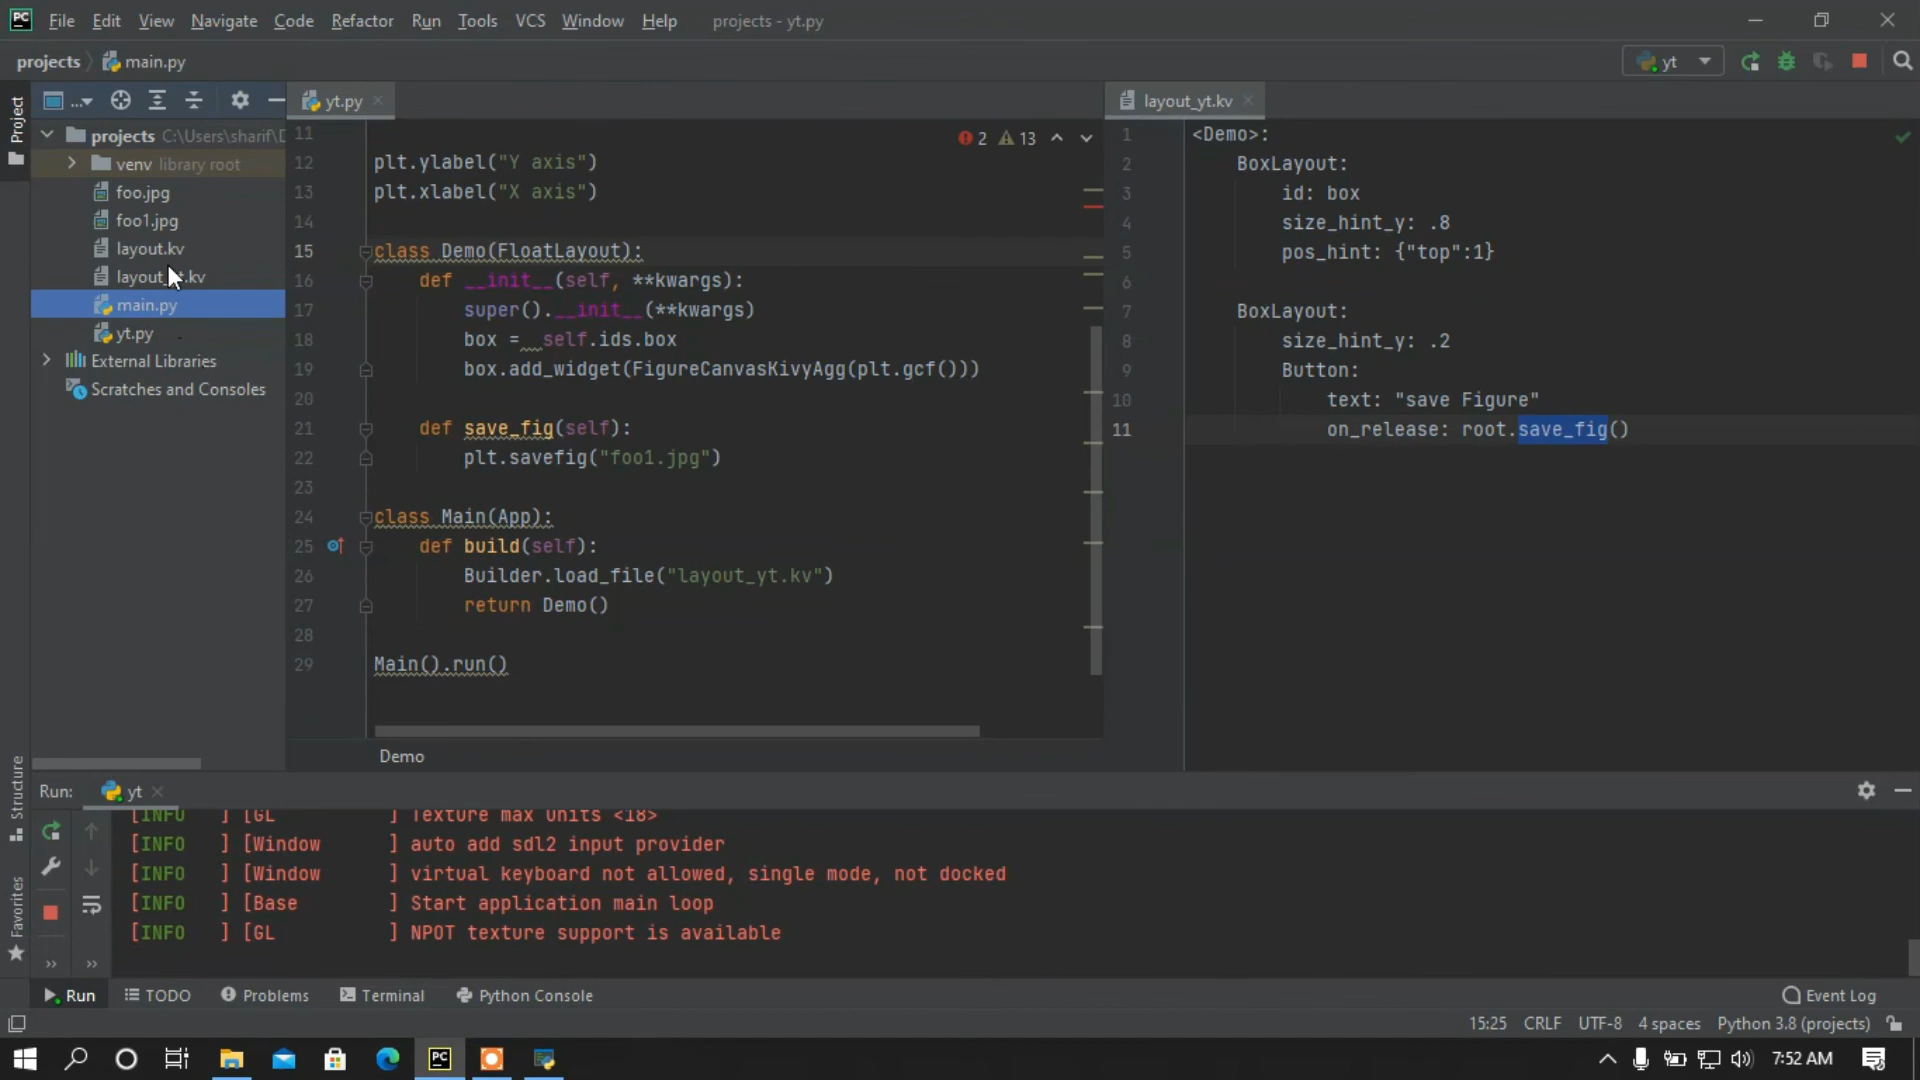 PC File Edit View Navigate Code Refactor Run Tools VCS Window Help projects - yt.py
projects main.py yt
Project
...
projects C:\Users\sharif\D
venv library root
foo.jpg
foo1.jpg
layout.kv
layout_yt.kv
main.py
yt.py
External Libraries
Scratches and Consoles
yt.py
2 13
11
12 plt.ylabel("Y axis")
13 plt.xlabel("X axis")
14
15 class Demo(FloatLayout):
16 def __init__(self, **kwargs):
17 super().__init__(**kwargs)
18 box = self.ids.box
19 box.add_widget(FigureCanvasKivyAgg(plt.gcf()))
20
21 def save_fig(self):
22 plt.savefig("foo1.jpg")
23
24 class Main(App):
25 def build(self):
26 Builder.load_file("layout_yt.kv")
27 return Demo()
28
29 Main().run()
Demo
layout_yt.kv
1 <Demo>:
2 BoxLayout:
3 id: box
4 size_hint_y: .8
5 pos_hint: {"top":1}
6
7 BoxLayout:
8 size_hint_y: .2
9 Button:
10 text: "save Figure"
11 on_release: root.save_fig()
Structure
Favorites
Run: yt
[INFO ] [GL ] Texture max units <18>
[INFO ] [Window ] auto add sdl2 input provider
[INFO ] [Window ] virtual keyboard not allowed, single mode, not docked
[INFO ] [Base ] Start application main loop
[INFO ] [GL ] NPOT texture support is available
Run TODO Problems Terminal Python Console Event Log
15:25 CRLF UTF-8 4 spaces Python 3.8 (projects)
PC 7:52 AM